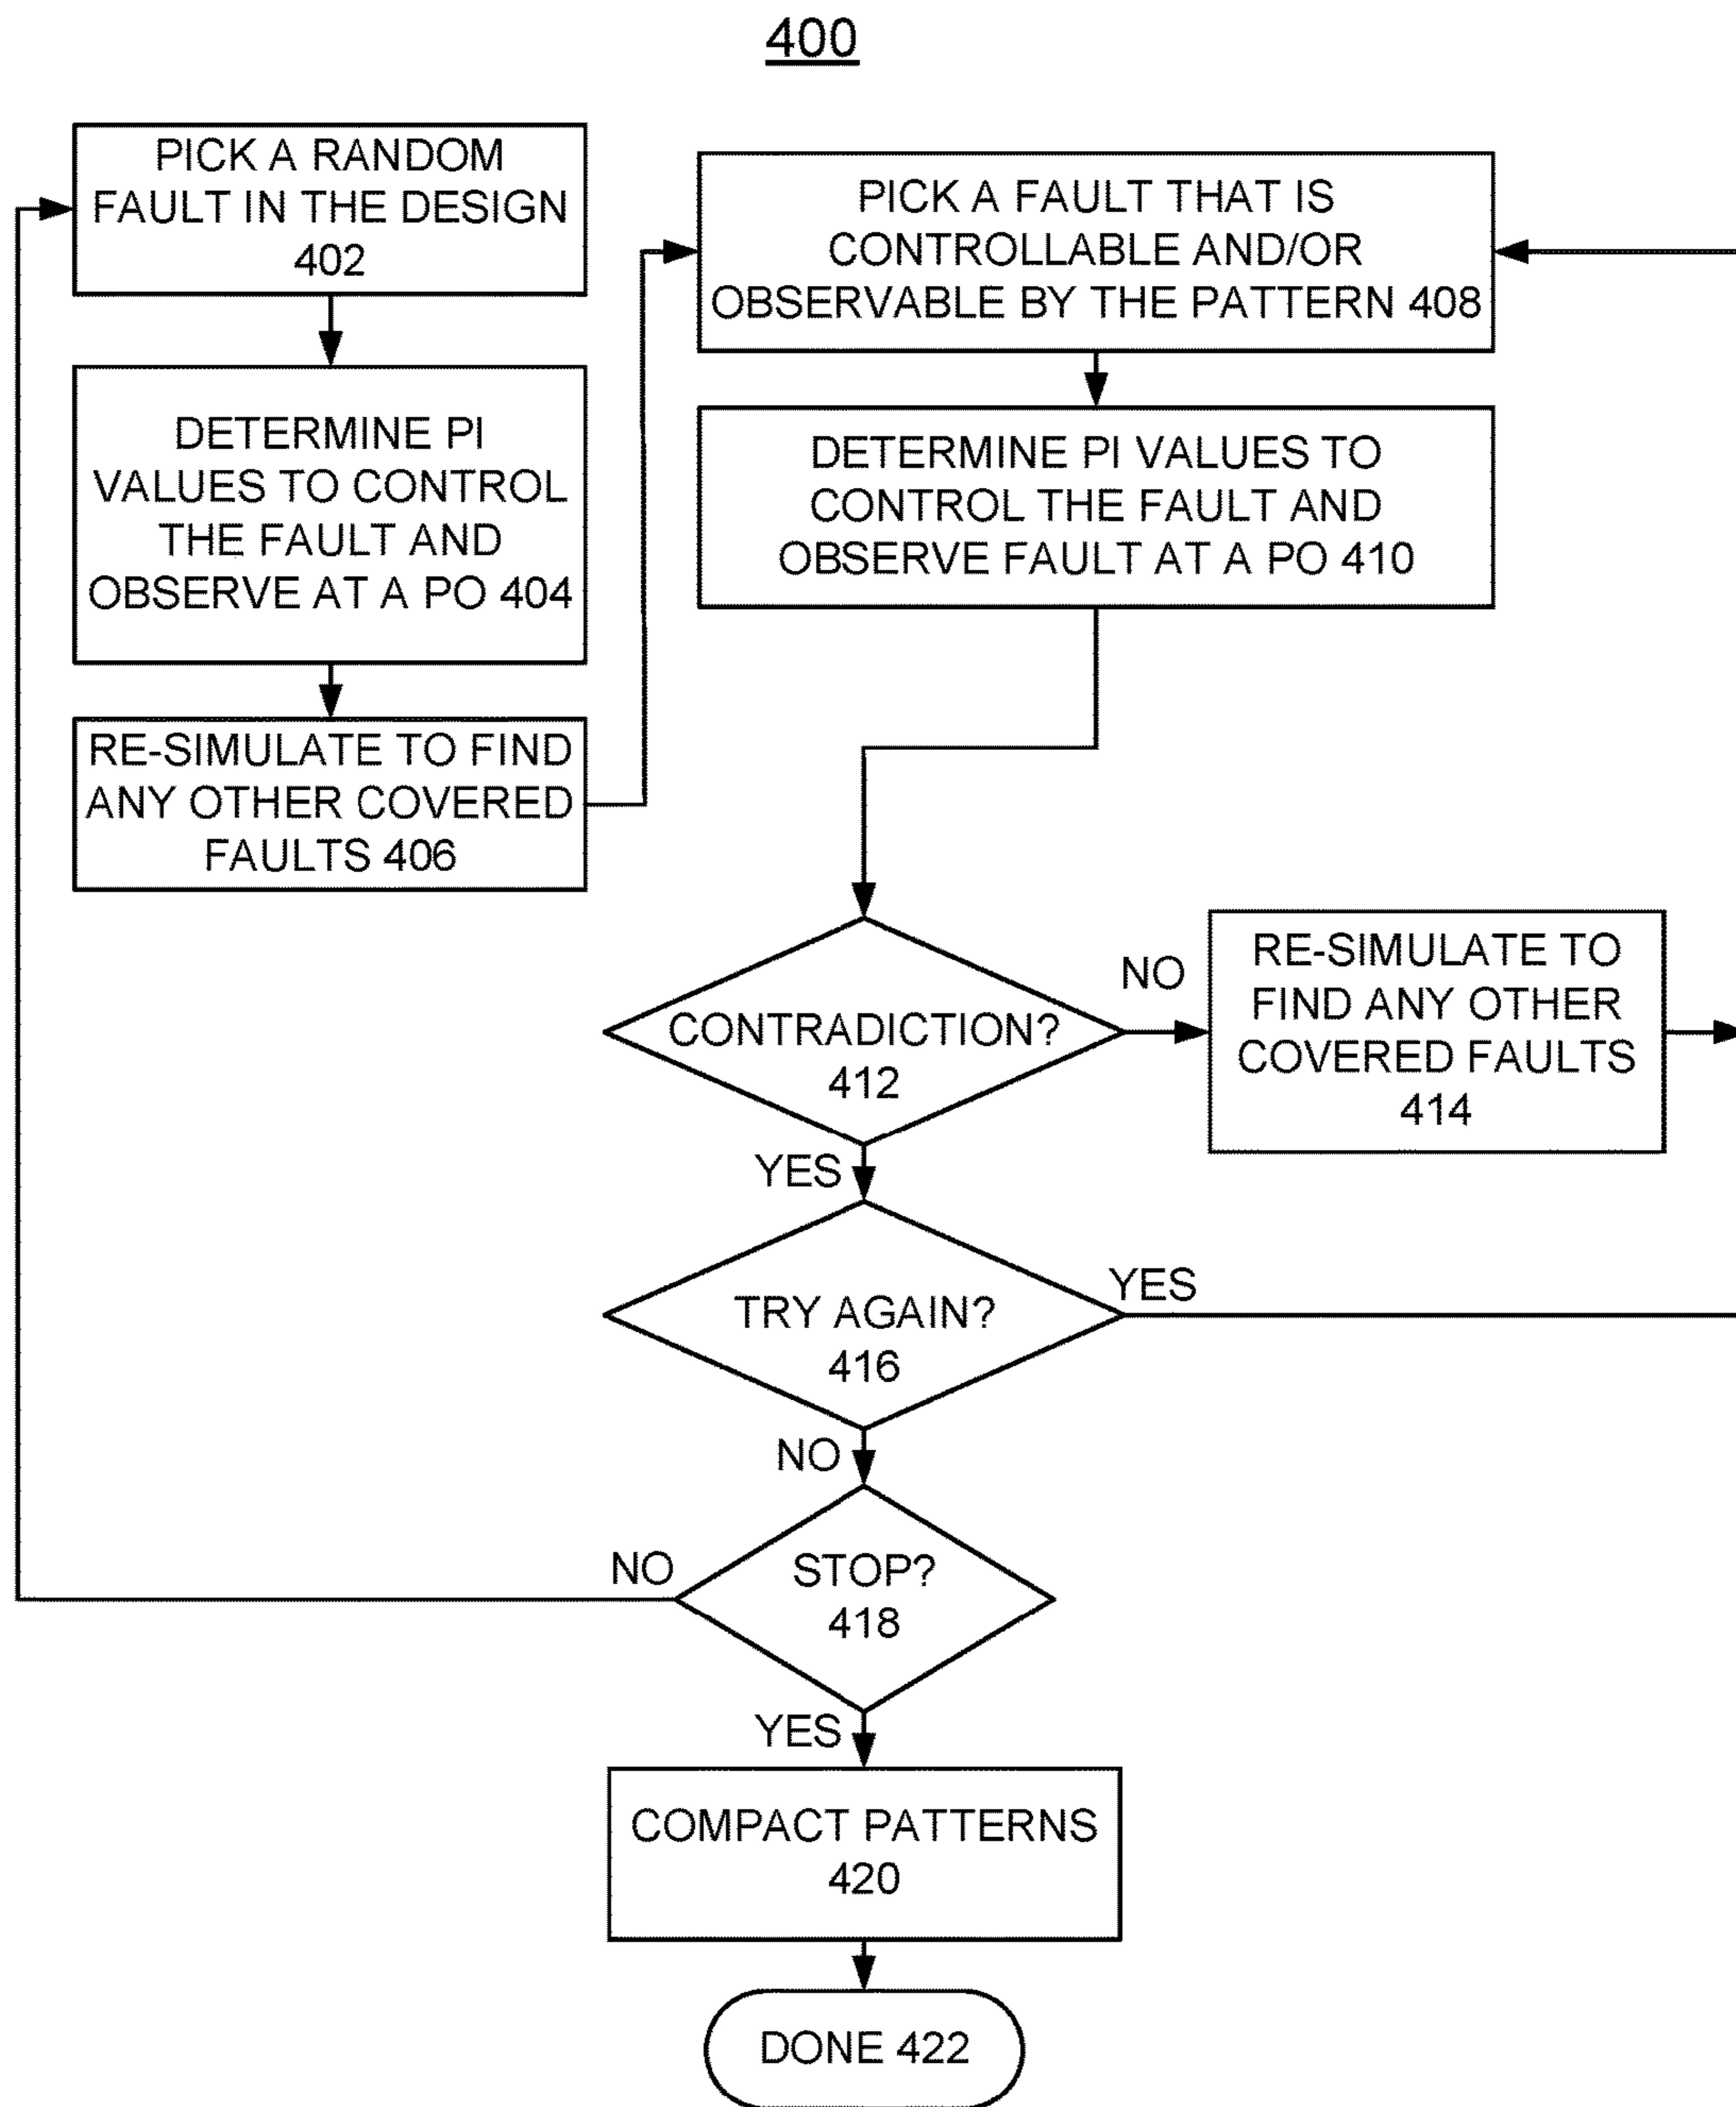 400
PICK A RANDOM
FAULT IN THE DESIGN
402
DETERMINE PI
VALUES TO CONTROL
THE FAULT AND
OBSERVE AT A PO 404
RE-SIMULATE TO FIND
ANY OTHER COVERED
FAULTS 406
PICK A FAULT THAT IS
CONTROLLABLE AND/OR
OBSERVABLE BY THE PATTERN 408
DETERMINE PI VALUES TO
CONTROL THE FAULT AND
OBSERVE FAULT AT A PO 410
CONTRADICTION?
412
NO
RE-SIMULATE TO
FIND ANY OTHER
COVERED FAULTS
414
YES
TRY AGAIN?
416
YES
NO
STOP?
418
NO
YES
COMPACT PATTERNS
420
DONE 422